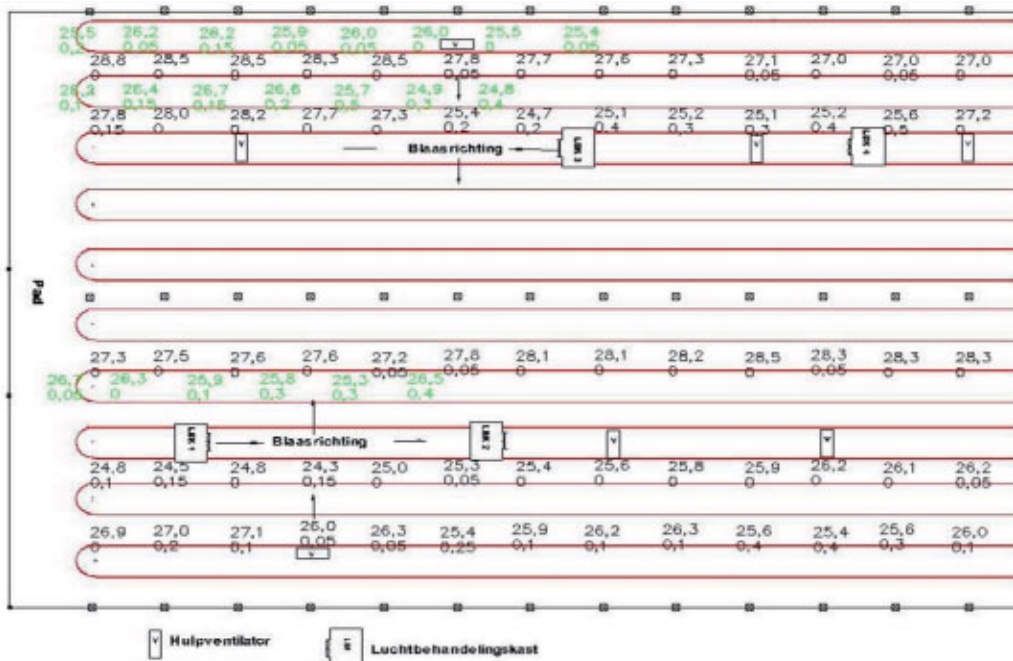 25,5 26,2 26,2 25,9 26,0 26,0 25,5 25,4
0,05 0,15 0,05 0,05 0 V 0 0,05
28,8 28,5 28,5 28,3 28,5 27,8 27,7 27,6 27,3 27,1 27,0 27,0 27,0
0 0 0 0 0 0,05 0 0 0 0,05 0 0,05 0
26,4 26,7 26,6 25,7 24,9 24,8
0,1 0,15 0,15 0,2 0,3 0,4
27,8 28,0 28,2 27,7 27,3 25,4 24,7 25,1 25,2 25,1 25,2 25,6 27,2
0,15 0 0 0 0 0,2 0,2 0,4 0,3 0,3 0,4 0,5 0
V Blaasrichting LBK 3 V LBK 4 V
Pad
27,3 27,5 27,6 27,6 27,2 27,8 28,1 28,1 28,2 28,5 28,3 28,3 28,3
0 0 0 0 0,05 0,05 0 0 0 0 0,05 0 0
26,7 26,3 25,9 25,8 25,3 26,5
0,05 0 0,1 0,3 0,3 0,4
LBK 1 Blaasrichting LBK 2 V V
24,8 24,5 24,8 24,3 25,0 25,3 25,4 25,6 25,8 25,9 26,2 26,1 26,2
0,1 0,15 0 0,15 0 0,05 0 0 0 0 0 0 0,05
26,9 27,0 27,1 26,0 26,3 25,4 25,9 26,2 26,3 25,6 25,4 25,6 26,0
0 0,2 0,1 0,05 0,05 0,25 0,1 0,1 0,1 0,4 0,4 0,3 0,1
V
V Hulpventilator Luchtbehandelingskast